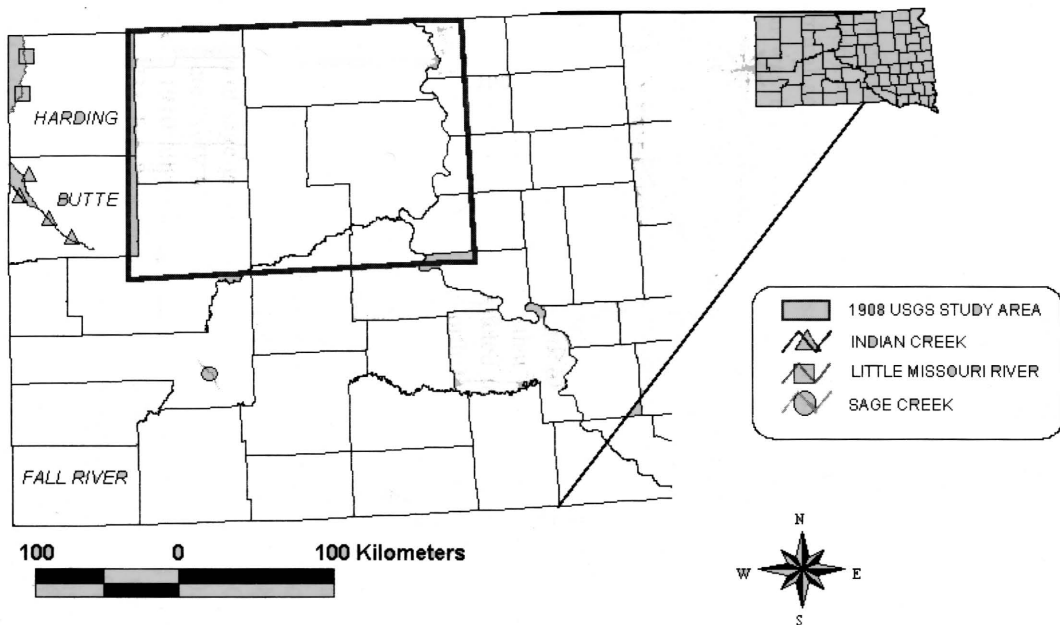 HARDING
BUTTE
FALL RIVER
1908 USGS STUDY AREA
INDIAN CREEK
LITTLE MISSOURI RIVER
SAGE CREEK
100 0 100 Kilometers
N
W E
S